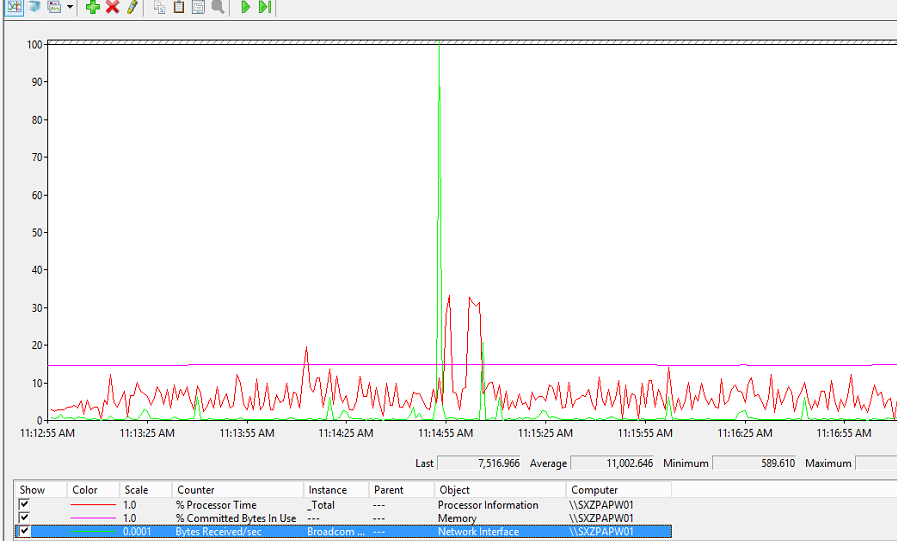 100
90
80
70
60
50
40
30
20
10
0
11:12:55 AM 11:13:25 AM 11:13:55 AM 11:14:25 AM 11:14:55 AM 11:15:25 AM 11:15:55 AM 11:16:25 AM 11:16:55 AM
Last 7,516.966 Average 11,002.646 Minimum 589.610 Maximum
Show Color Scale Counter Instance Parent Object Computer
1.0 % Processor Time _Total --- Processor Information \\SXZPAPW01
1.0 % Committed Bytes In Use --- --- Memory \\SXZPAPW01
0.0001 Bytes Received/sec Broadcom ... --- Network Interface \\SXZPAPW01